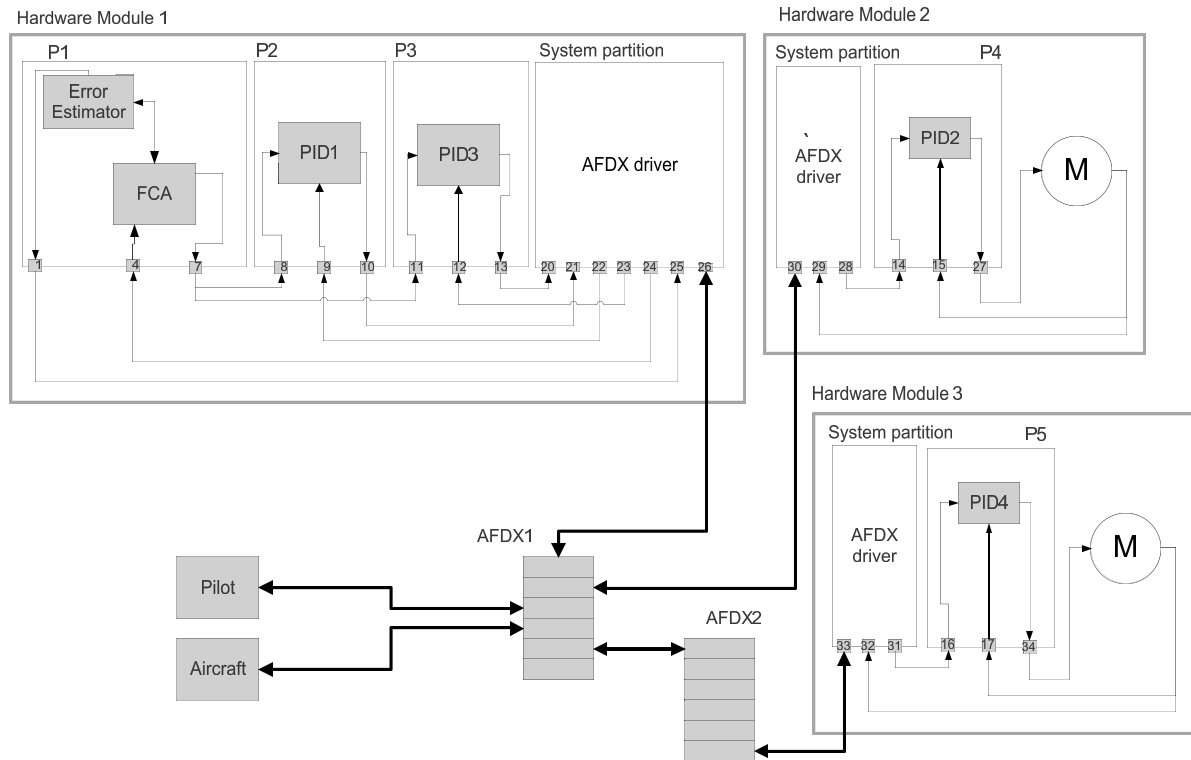 Hardware Module 1
P1
P2
P3
System partition
Error
Estimator
FCA
PID1
PID3
AFDX driver
1
4
7
8
9
10
11
12
13
20
21
22
23
24
25
26
Hardware Module 2
System partition
P4
PID2
AFDX
driver
M
30
29
28
14
15
27
Hardware Module 3
System partition
P5
PID4
AFDX
driver
M
33
32
31
16
17
34
AFDX1
Pilot
Aircraft
AFDX2